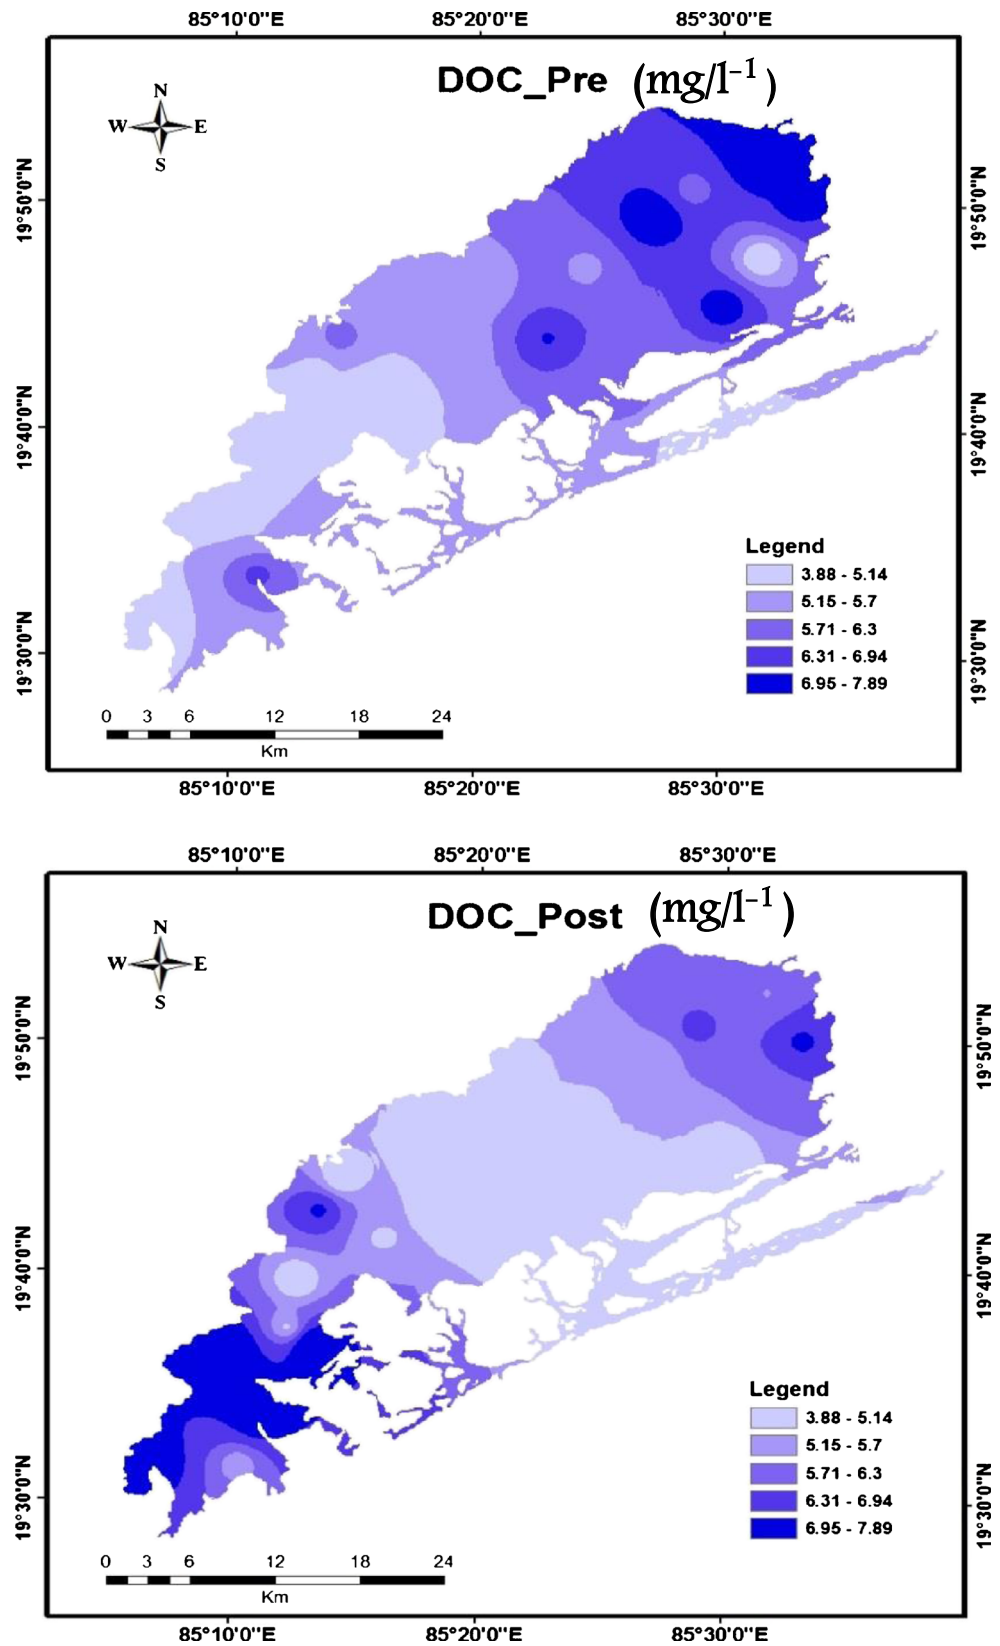 85°10'0"E 85°20'0"E 85°30'0"E
DOC_Pre (mg/l⁻¹)
N
W E
S
19°50'0"N 19°50'0"N
19°40'0"N 19°40'0"N
19°30'0"N 19°30'0"N
Legend
3.88 - 5.14
5.15 - 5.7
5.71 - 6.3
6.31 - 6.94
6.95 - 7.89
0 3 6 12 18 24
Km
85°10'0"E 85°20'0"E 85°30'0"E
85°10'0"E 85°20'0"E 85°30'0"E
DOC_Post (mg/l⁻¹)
N
W E
S
19°50'0"N 19°50'0"N
19°40'0"N 19°40'0"N
19°30'0"N 19°30'0"N
Legend
3.88 - 5.14
5.15 - 5.7
5.71 - 6.3
6.31 - 6.94
6.95 - 7.89
0 3 6 12 18 24
Km
85°10'0"E 85°20'0"E 85°30'0"E